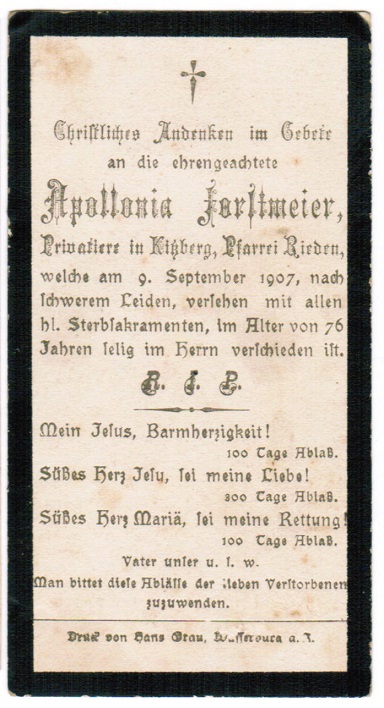 Christliches Andenken im Gebete
an die ehrengeachtete
Apollonia Forstmeier,
Privatiere in Kitzberg, Pfarrei Rieden,
welche am 9. September 1907, nach
schwerem Leiden, versehen mit allen
hl. Sterbsakramenten, im Alter von 76
Jahren selig im Herrn verschieden ist.
R. I. P.
Mein Jesus, Barmherzigkeit!
100 Tage Ablaß.
Süßes Herz Jesu, sei meine Liebe!
300 Tage Ablaß.
Süßes Herz Mariä, sei meine Rettung!
100 Tage Ablaß.
Vater unser u. s. w.
Man bittet diese Ablässe der lieben Verstorbenen
zuzuwenden.
Druck von Hans Grau, a. I.